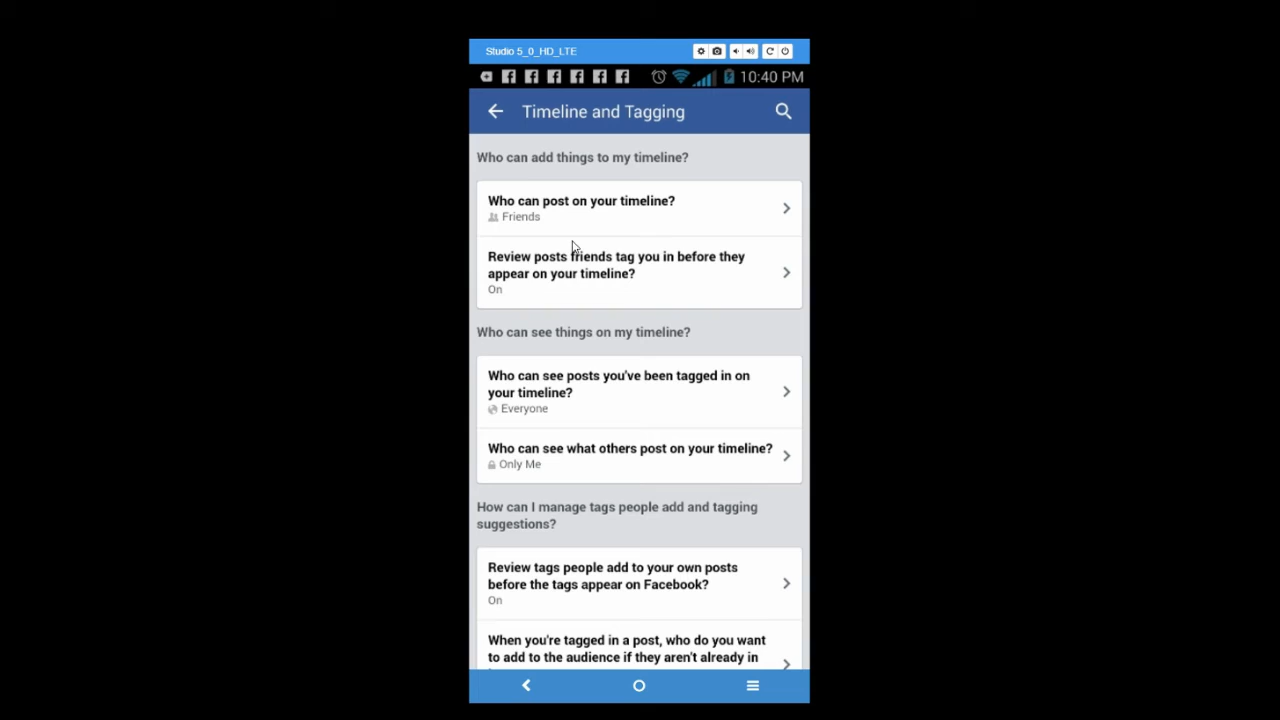 Studio 5_0_HD_LTE
10:40 PM
Timeline and Tagging
Who can add things to my timeline?
Who can post on your timeline?
Friends
Review posts friends tag you in before they
appear on your timeline?
On
Who can see things on my timeline?
Who can see posts you've been tagged in on
your timeline?
Everyone
Who can see what others post on your timeline?
Only Me
How can I manage tags people add and tagging
suggestions?
Review tags people add to your own posts
before the tags appear on Facebook?
On
When you're tagged in a post, who do you want
to add to the audience if they aren't already in